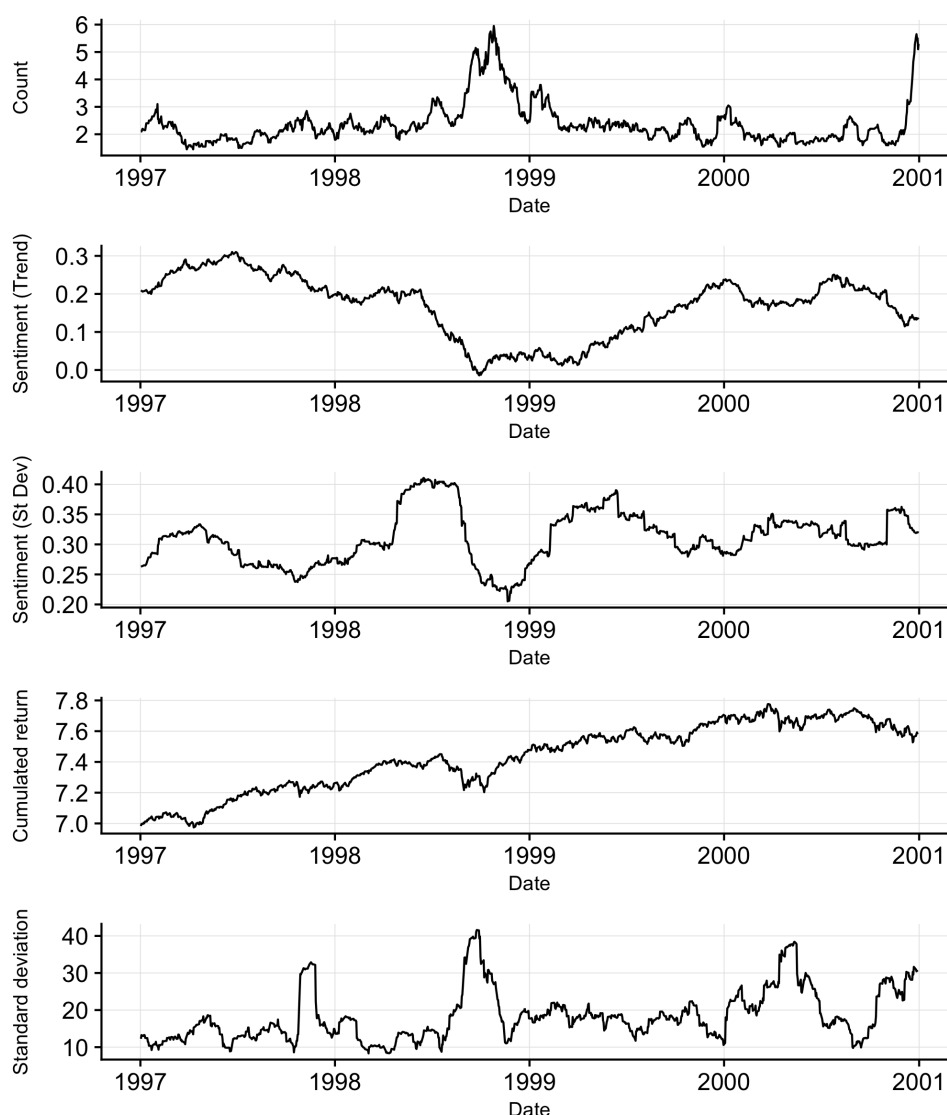 Count
6
5
4
3
2
1997 1998 1999 2000 2001
Date
Sentiment (Trend)
0.3
0.2
0.1
0.0
1997 1998 1999 2000 2001
Date
Sentiment (St Dev)
0.40
0.35
0.30
0.25
0.20
1997 1998 1999 2000 2001
Date
Cumulated return
7.8
7.6
7.4
7.2
7.0
1997 1998 1999 2000 2001
Date
Standard deviation
40
30
20
10
1997 1998 1999 2000 2001
Date